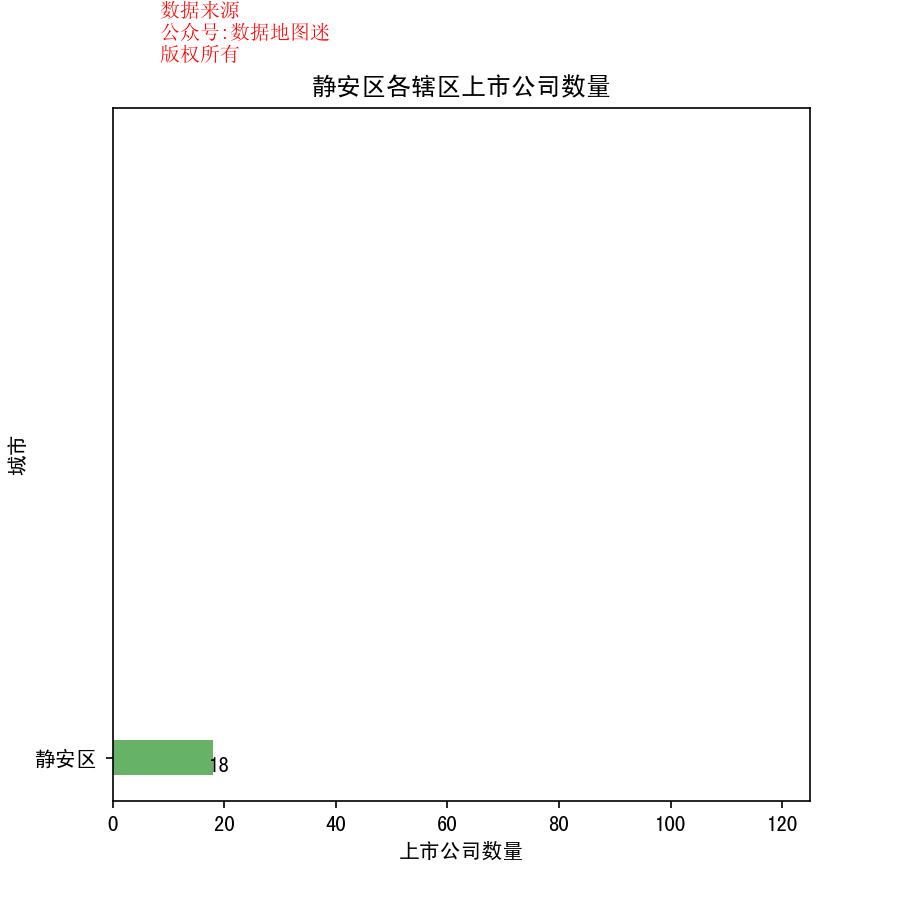 数据来源
公众号:数据地图迷
版权所有
静安区各辖区上市公司数量
城市
静安区
18
0 20 40 60 80 100 120
上市公司数量